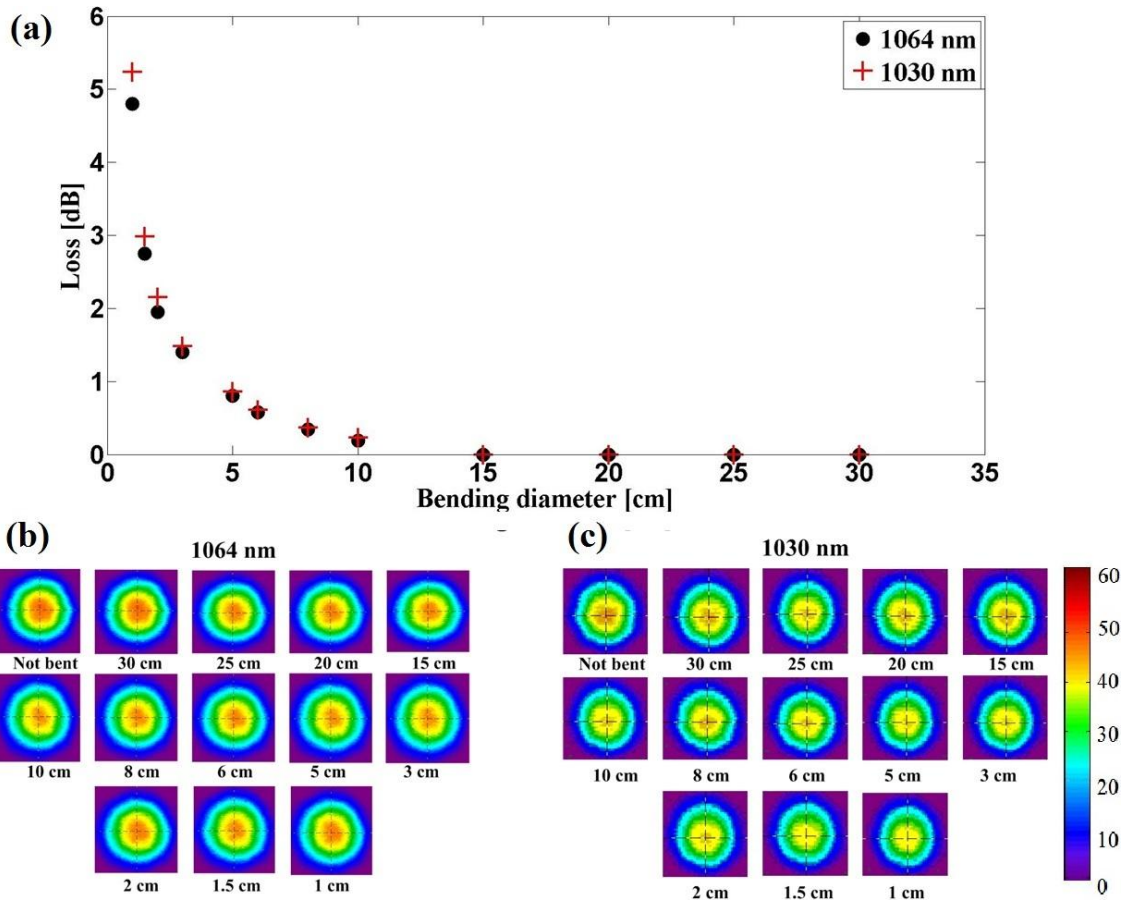 (a)
6
5
4
3
2
1
0
Loss [dB]
1064 nm
1030 nm
0 5 10 15 20 25 30 35
Bending diameter [cm]
(b)
1064 nm
Not bent 30 cm 25 cm 20 cm 15 cm
10 cm 8 cm 6 cm 5 cm 3 cm
2 cm 1.5 cm 1 cm
(c)
1030 nm
Not bent 30 cm 25 cm 20 cm 15 cm
10 cm 8 cm 6 cm 5 cm 3 cm
2 cm 1.5 cm 1 cm
60
50
40
30
20
10
0